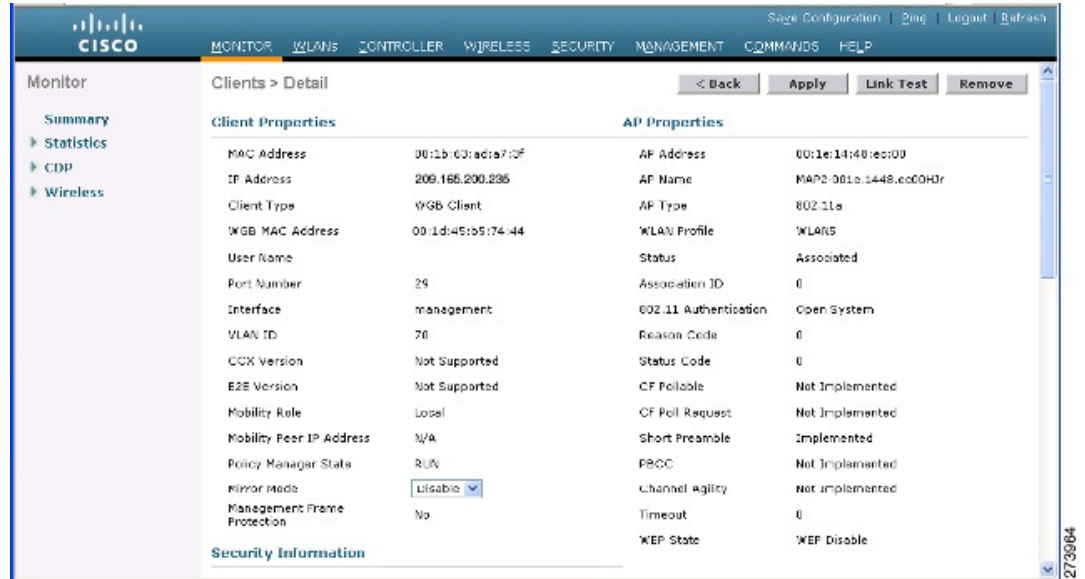 Save Configuration | Ping | Logout | Refresh
CISCO
MONITOR WLANs CONTROLLER WIRELESS SECURITY MANAGEMENT COMMANDS HELP
Monitor
Summary
Statistics
CDP
Wireless
Clients > Detail
< Back Apply Link Test Remove
Client Properties
MAC Address 00:1b:63:ad:a7:3f
IP Address 209.165.200.235
Client Type WGB Client
WGB MAC Address 00:1d:45:b5:74:44
User Name
Port Number 29
Interface management
VLAN ID 70
CCX Version Not Supported
E2E Version Not Supported
Mobility Role Local
Mobility Peer IP Address N/A
Policy Manager State RUN
Mirror Mode Disable
Management Frame
Protection No
Security Information
AP Properties
AP Address 00:1e:14:48:ec:00
AP Name
AP Type 802.11a
WLAN Profile WLAN5
Status Associated
Association ID 0
802.11 Authentication Open System
Reason Code 0
Status Code 0
CF Pollable Not Implemented
CF Poll Request Not Implemented
Short Preamble Implemented
PBCC Not Implemented
Channel Agility Not Implemented
Timeout 0
WEP State WEP Disable
273964